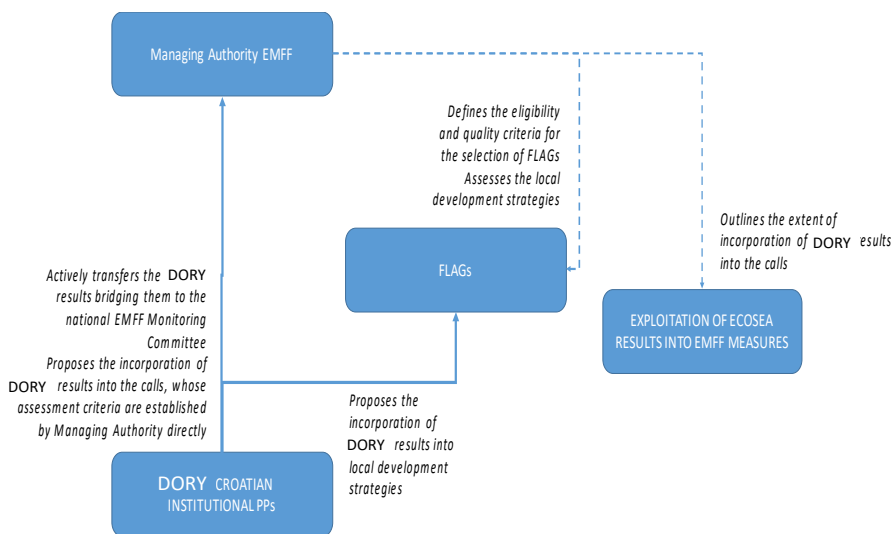 Managing Authority EMFF
Defines the eligibility
and quality criteria for
the selection of FLAGs
Assesses the local
development strategies
FLAGs
Outlines the extent of
incorporation of DORY results
into the calls
EXPLOITATION OF ECOSEA
RESULTS INTO EMFF MEASURES
Actively transfers the DORY
results bridging them to the
national EMFF Monitoring
Committee
Proposes the incorporation of
DORY results into the calls, whose
assessment criteria are established
by Managing Authority directly
Proposes the
incorporation of
DORY results into
local development
strategies
DORY CROATIAN
INSTITUTIONAL PPs